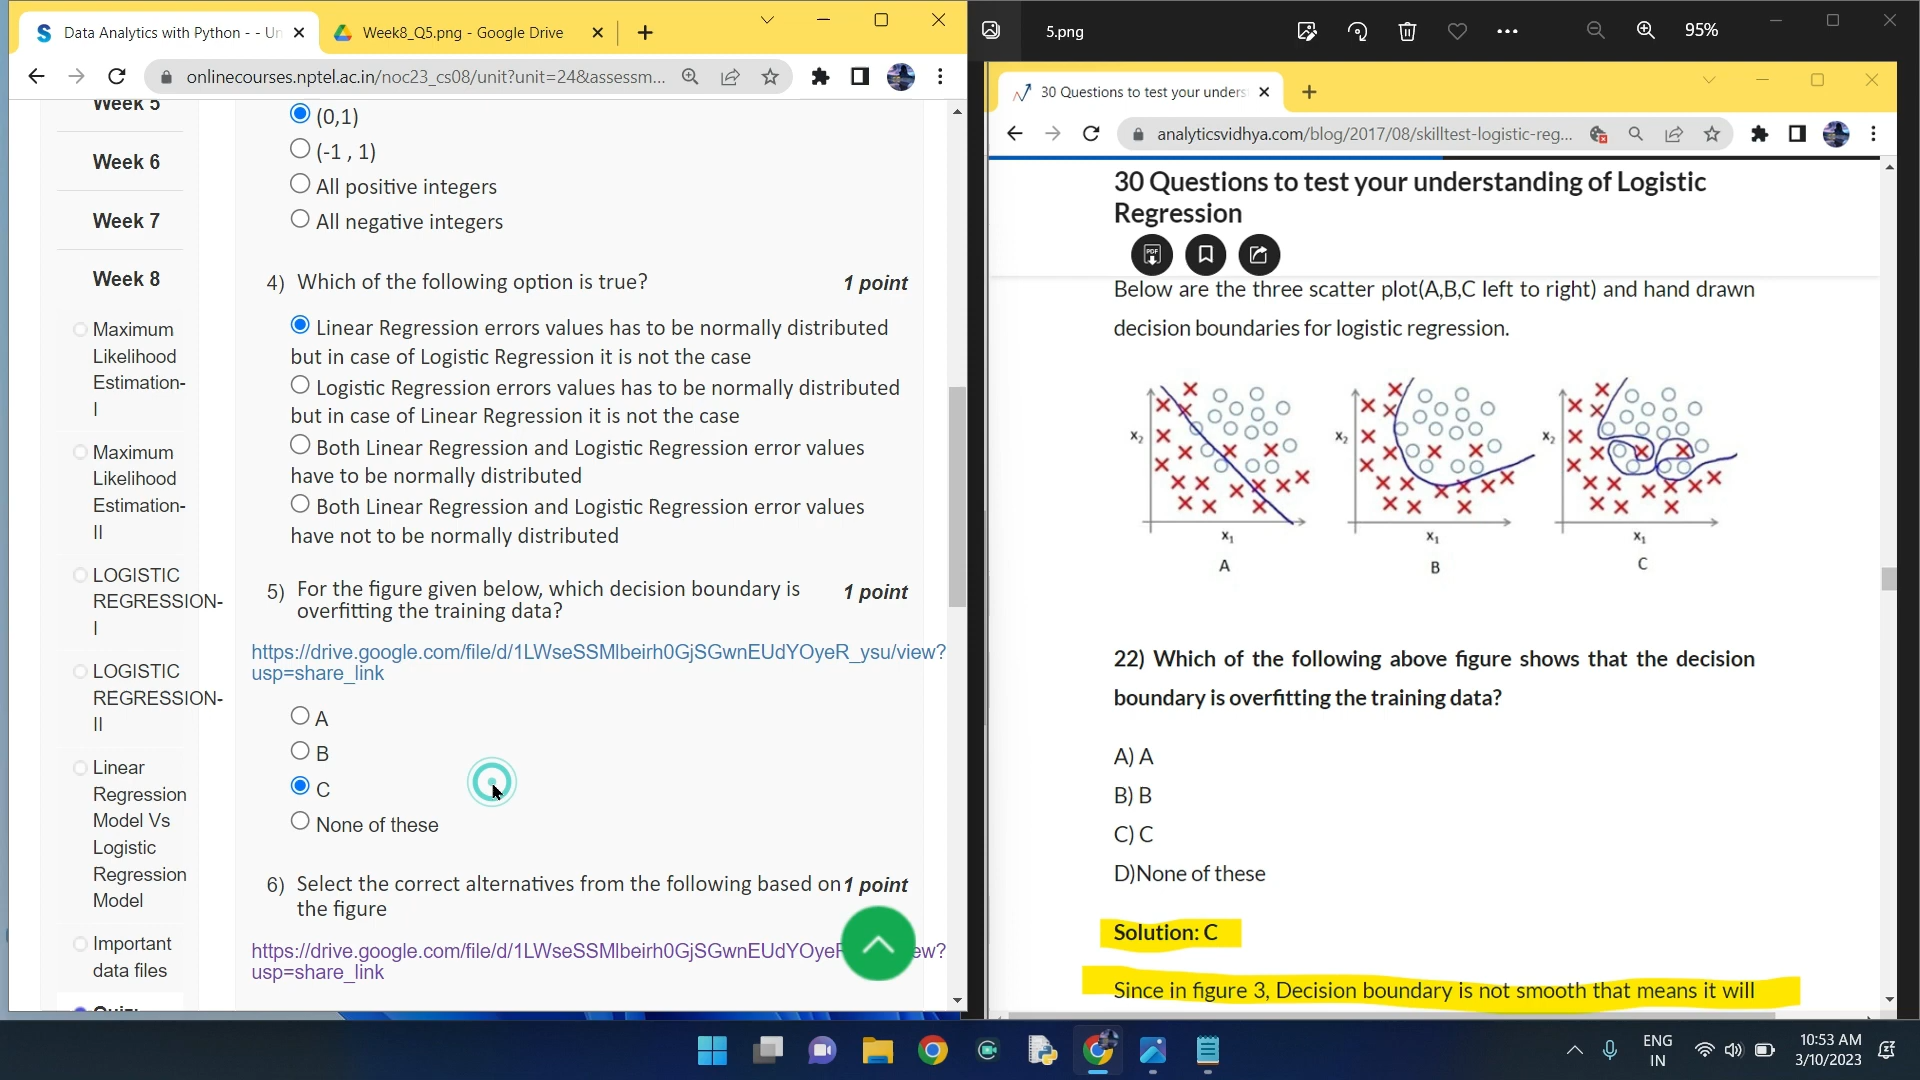 Data Analytics with Python - - Un
Week8_Q5.png - Google Drive
onlinecourses.nptel.ac.in/noc23_cs08/unit?unit=24&assessm...
Week 5
Week 6
Week 7
Week 8
Maximum
Likelihood
Estimation-
I
Maximum
Likelihood
Estimation-
II
LOGISTIC
REGRESSION-
I
LOGISTIC
REGRESSION-
II
Linear
Regression
Model Vs
Logistic
Regression
Model
Important
data files
Quiz:
(0,1)
(-1 , 1)
All positive integers
All negative integers
4) Which of the following option is true? 1 point
Linear Regression errors values has to be normally distributed
but in case of Logistic Regression it is not the case
Logistic Regression errors values has to be normally distributed
but in case of Linear Regression it is not the case
Both Linear Regression and Logistic Regression error values
have to be normally distributed
Both Linear Regression and Logistic Regression error values
have not to be normally distributed
5) For the figure given below, which decision boundary is 1 point
overfitting the training data?
https://drive.google.com/file/d/1LWseSSMlbeirh0GjSGwnEUdYOyeR_ysu/view?
usp=share_link
A
B
C
None of these
6) Select the correct alternatives from the following based on 1 point
the figure
https://drive.google.com/file/d/1LWseSSMlbeirh0GjSGwnEUdYOyeR ew?
usp=share_link
5.png
95%
30 Questions to test your unders
analyticsvidhya.com/blog/2017/08/skilltest-logistic-reg...
30 Questions to test your understanding of Logistic
Regression
PDF
Below are the three scatter plot(A,B,C left to right) and hand drawn
decision boundaries for logistic regression.
x₂ x₂ x₂
x₁ x₁ x₁
A B C
22) Which of the following above figure shows that the decision
boundary is overfitting the training data?
A) A
B) B
C) C
D)None of these
Solution: C
Since in figure 3, Decision boundary is not smooth that means it will
ENG
IN
10:53 AM
3/10/2023